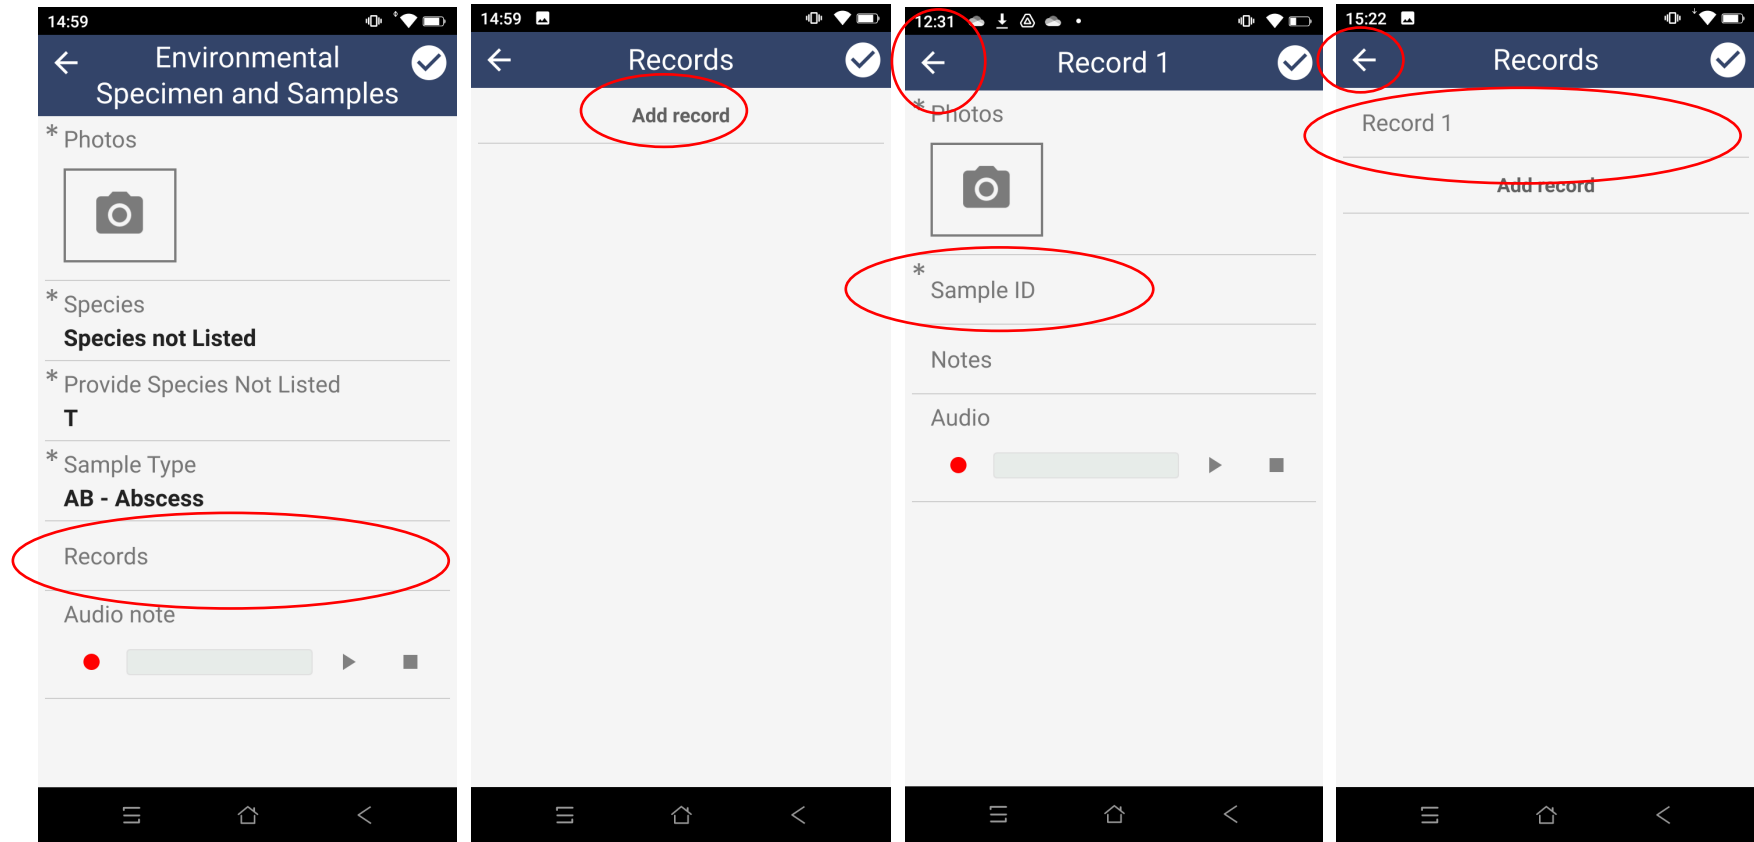 14:59
Environmental
Specimen and Samples
* Photos
* Species
Species not Listed
* Provide Species Not Listed
T
* Sample Type
AB - Abscess
Records
Audio note
14:59
Records
Add record
12:31
Record 1
* Photos
* Sample ID
Notes
Audio
15:22
Records
Record 1
Add record